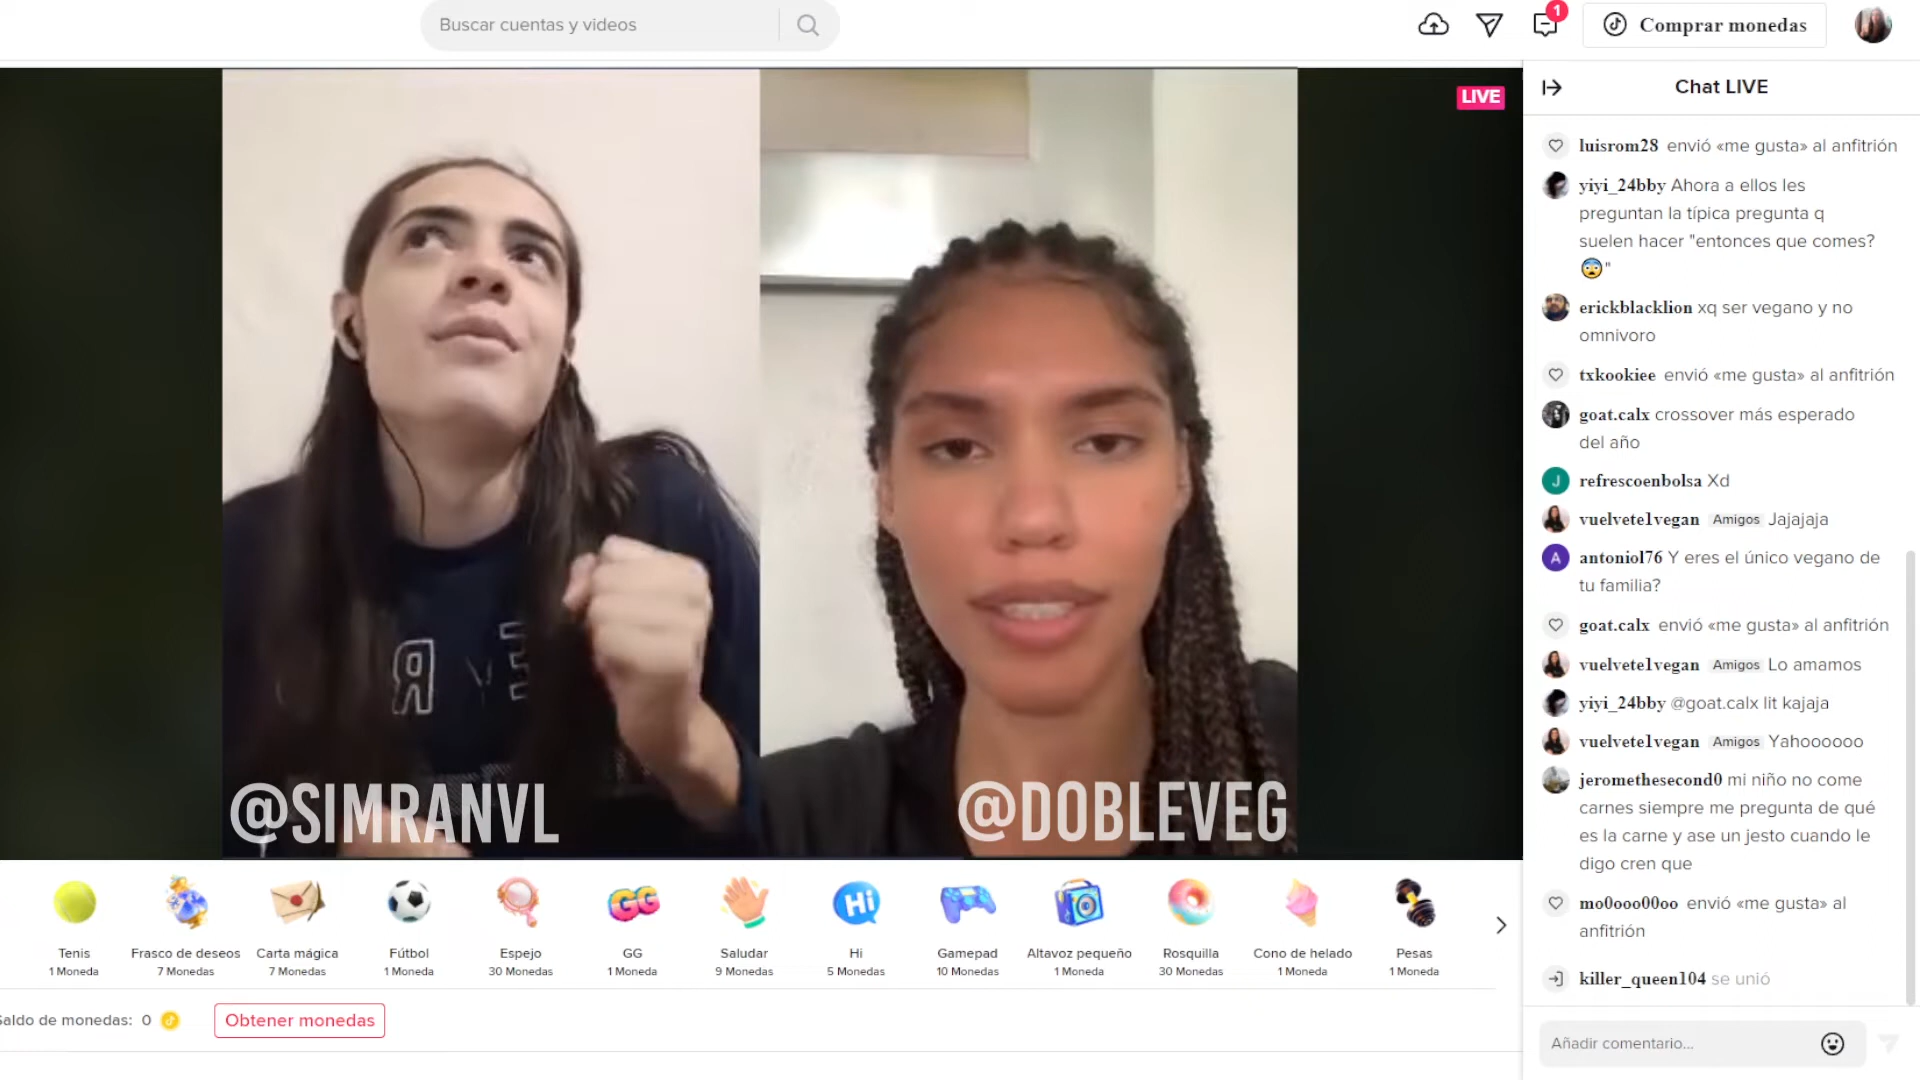 Buscar cuentas y videos
1
Comprar monedas
LIVE
@SIMRANVL
@DOBLEVEG
Chat LIVE
luisrom28 envió «me gusta» al anfitrión
yiyi_24bby Ahora a ellos les
preguntan la típica pregunta q
suelen hacer "entonces que comes?
😨"
erickblacklion xq ser vegano y no
omnivoro
txkookiee envió «me gusta» al anfitrión
goat.calx crossover más esperado
del año
J refrescoenbolsa Xd
vuelvete1vegan Amigos Jajajaja
A antonio176 Y eres el único vegano de
tu familia?
goat.calx envió «me gusta» al anfitrión
vuelvete1vegan Amigos Lo amamos
yiyi_24bby @goat.calx lit kajaja
vuelvete1vegan Amigos Yahoooooo
jeromethesecond0 mi niño no come
carnes siempre me pregunta de qué
es la carne y ase un jesto cuando le
digo cren que
mo0ooo00oo envió «me gusta» al
anfitrión
killer_queen104 se unió
Añadir comentario...
GG
Hi
Tenis
1 Moneda
Frasco de deseos
7 Monedas
Carta mágica
7 Monedas
Fútbol
1 Moneda
Espejo
30 Monedas
GG
1 Moneda
Saludar
9 Monedas
Hi
5 Monedas
Gamepad
10 Monedas
Altavoz pequeño
1 Moneda
Rosquilla
30 Monedas
Cono de helado
1 Moneda
Pesas
1 Moneda
Saldo de monedas: 0
Obtener monedas